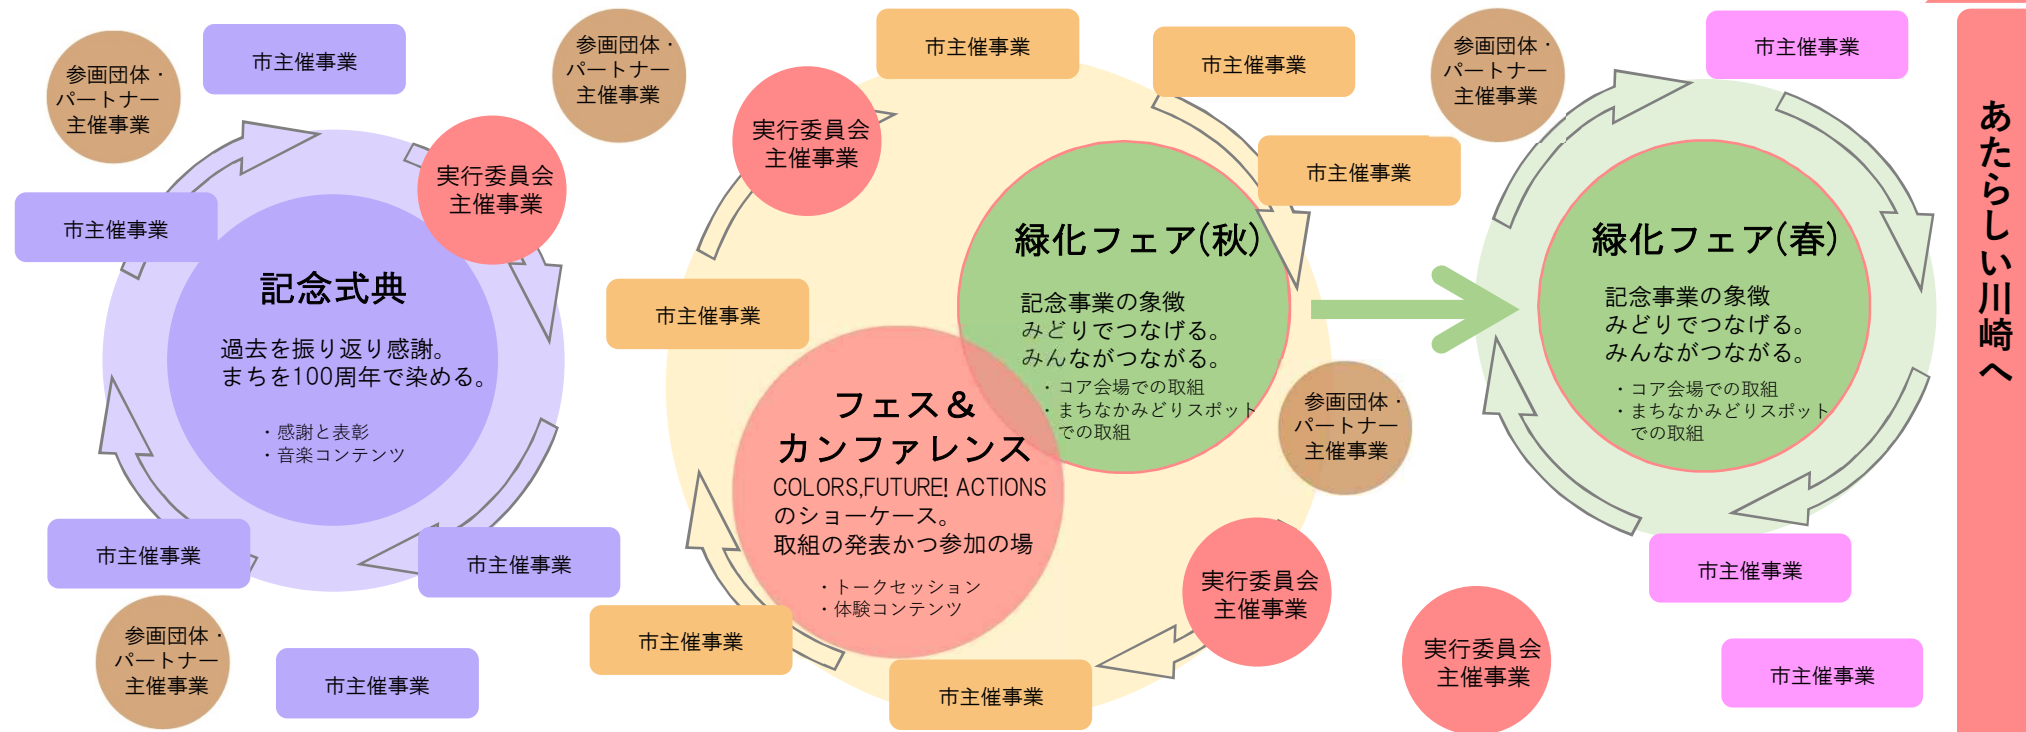 参画団体・
パートナー
主催事業
市主催事業
市主催事業
実行委員会
主催事業
記念式典
過去を振り返り感謝。
まちを100周年で染める。
・感謝と表彰
・音楽コンテンツ
市主催事業
市主催事業
参画団体・
パートナー
主催事業
市主催事業
参画団体・
パートナー
主催事業
実行委員会
主催事業
市主催事業
市主催事業
市主催事業
市主催事業
緑化フェア(秋)
記念事業の象徴
みどりでつなげる。
みんながつながる。
・コア会場での取組
・まちなかみどりスポット
での取組
フェス＆
カンファレンス
COLORS,FUTURE! ACTIONS
のショーケース。
取組の発表かつ参加の場
・トークセッション
・体験コンテンツ
参画団体・
パートナー
主催事業
実行委員会
主催事業
市主催事業
市主催事業
参画団体・
パートナー
主催事業
市主催事業
緑化フェア(春)
記念事業の象徴
みどりでつなげる。
みんながつながる。
・コア会場での取組
・まちなかみどりスポット
での取組
市主催事業
実行委員会
主催事業
市主催事業
あたらしい川崎へ